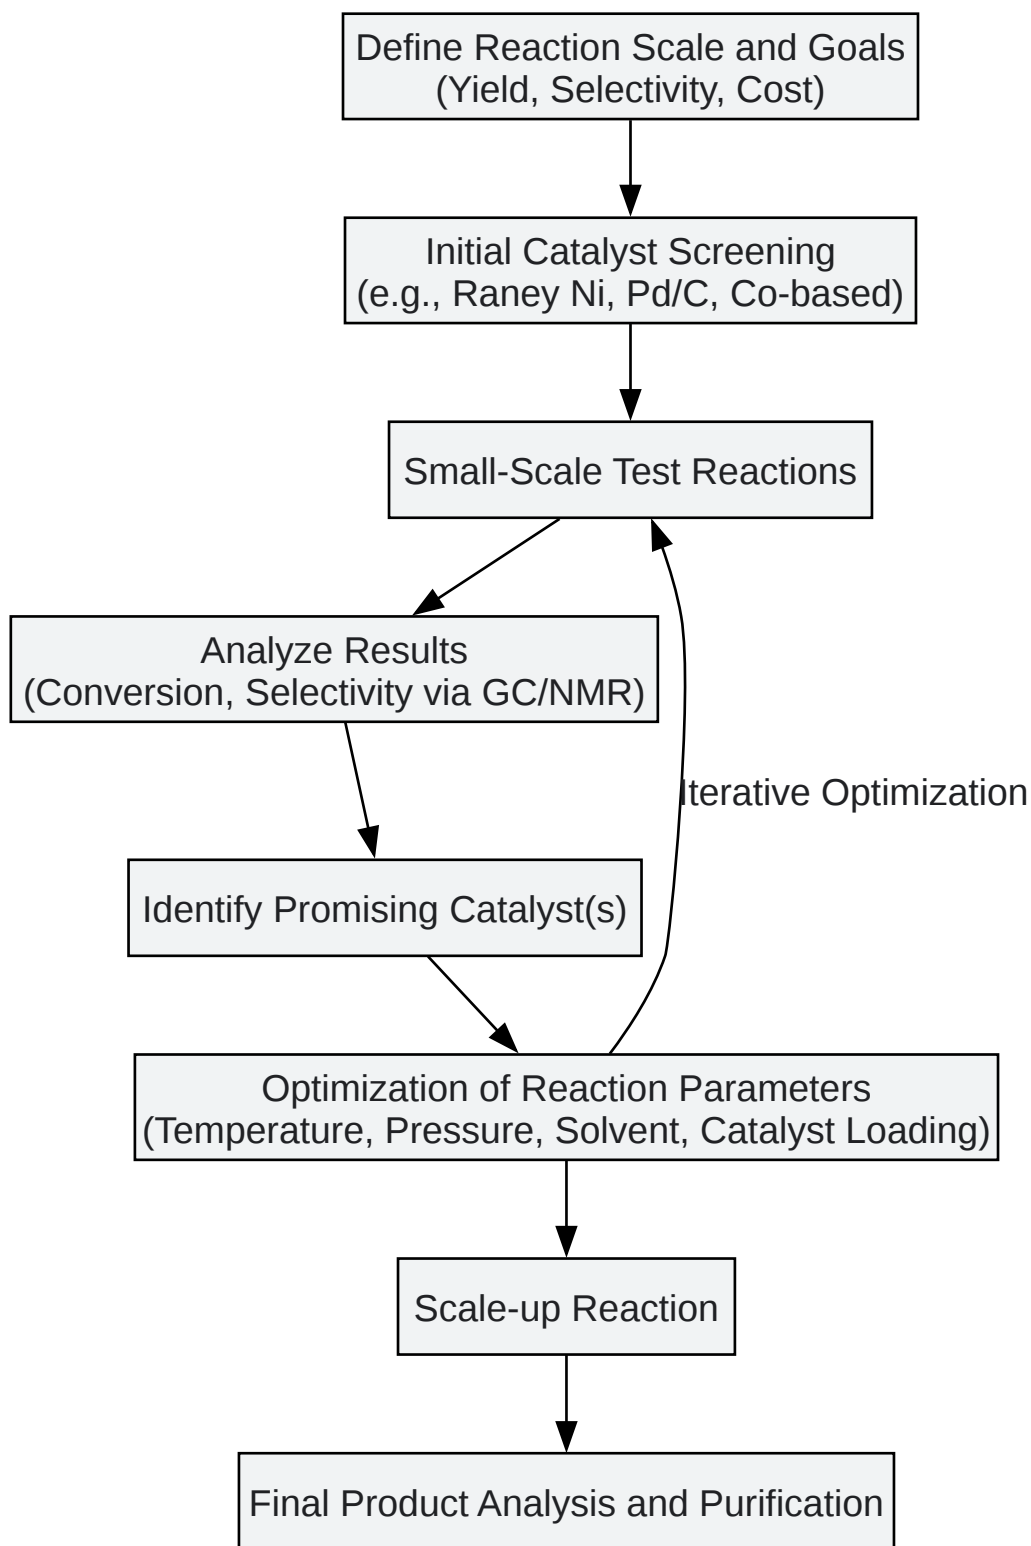 Define Reaction Scale and Goals
(Yield, Selectivity, Cost)
Initial Catalyst Screening
(e.g., Raney Ni, Pd/C, Co-based)
Small-Scale Test Reactions
Analyze Results
(Conversion, Selectivity via GC/NMR)
Iterative Optimization
Identify Promising Catalyst(s)
Optimization of Reaction Parameters
(Temperature, Pressure, Solvent, Catalyst Loading)
Scale-up Reaction
Final Product Analysis and Purification